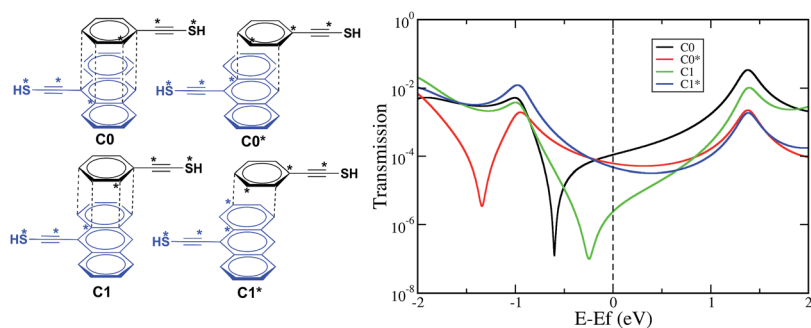 * * SH
HS * * *
C0
* * SH
HS * * *
C0*
* * SH
HS * * *
C1
* * SH
HS * * *
C1*
Transmission
10^0
10^-2
10^-4
10^-6
10^-8
C0
C0*
C1
C1*
-2 -1 0 1 2
E-Ef (eV)